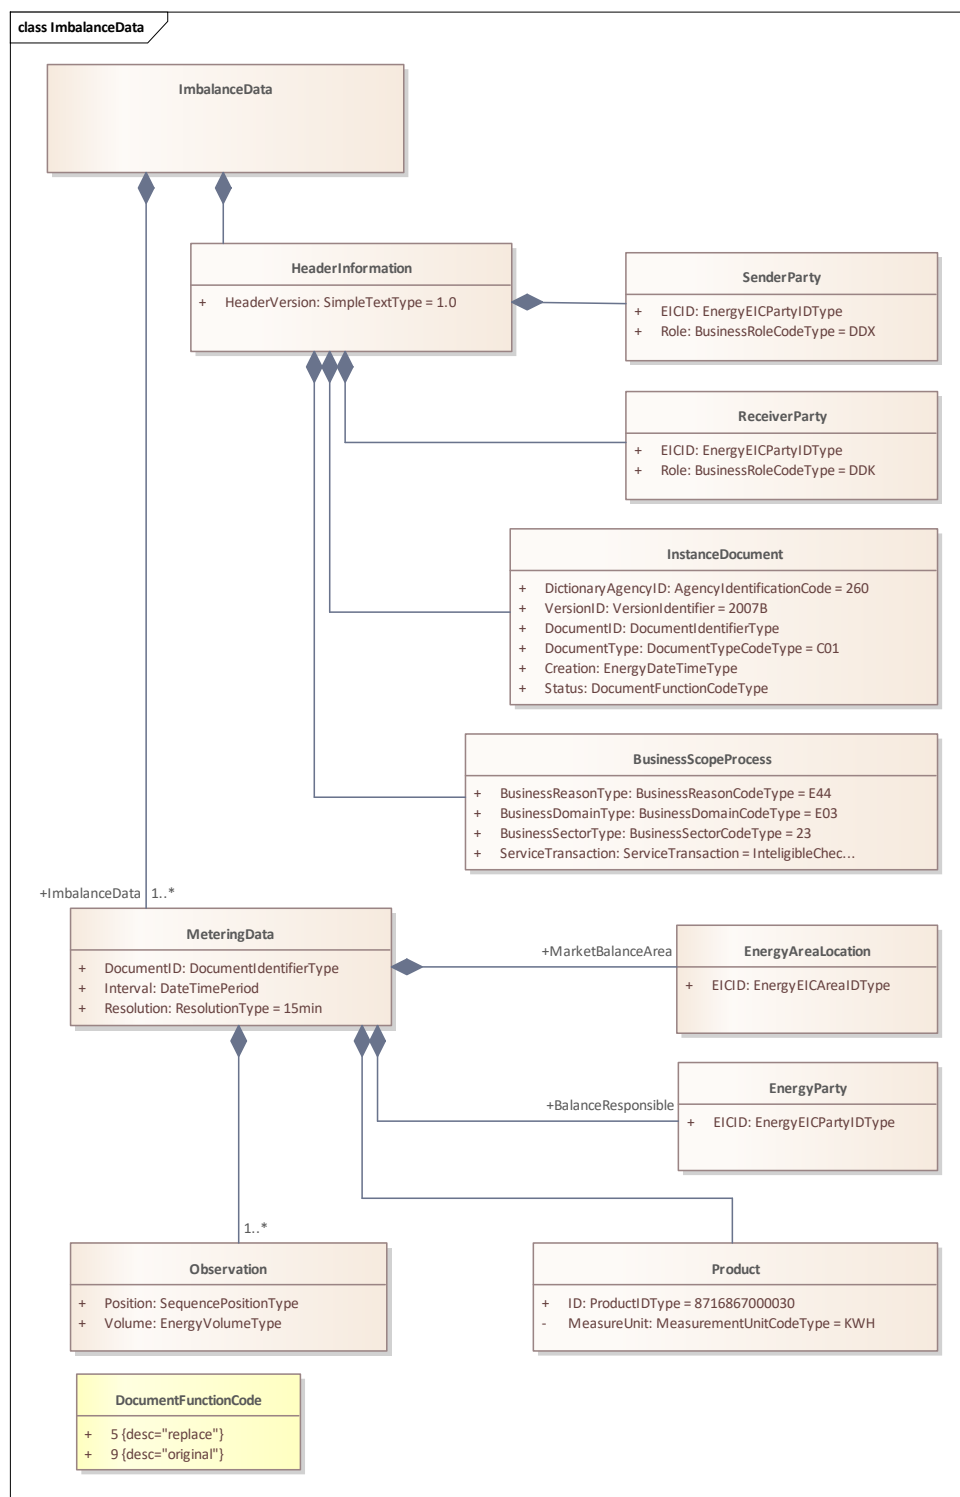 class ImbalanceData
ImbalanceData
HeaderInformation
+ HeaderVersion: SimpleTextType = 1.0
SenderParty
+ EICID: EnergyEICPartyIDType
+ Role: BusinessRoleCodeType = DDX
ReceiverParty
+ EICID: EnergyEICPartyIDType
+ Role: BusinessRoleCodeType = DDK
InstanceDocument
+ DictionaryAgencyID: AgencyIdentificationCode = 260
+ VersionID: VersionIdentifier = 2007B
+ DocumentID: DocumentIdentifierType
+ DocumentType: DocumentTypeCodeType = C01
+ Creation: EnergyDateTimeType
+ Status: DocumentFunctionCodeType
BusinessScopeProcess
+ BusinessReasonType: BusinessReasonCodeType = E44
+ BusinessDomainType: BusinessDomainCodeType = E03
+ BusinessSectorType: BusinessSectorCodeType = 23
+ ServiceTransaction: ServiceTransaction = InteligibleChec...
+ImbalanceData 1..*
MeteringData
+ DocumentID: DocumentIdentifierType
+ Interval: DateTimePeriod
+ Resolution: ResolutionType = 15min
+MarketBalanceArea
EnergyAreaLocation
+ EICID: EnergyEICAreaIDType
+BalanceResponsible
EnergyParty
+ EICID: EnergyEICPartyIDType
1..*
Observation
+ Position: SequencePositionType
+ Volume: EnergyVolumeType
Product
+ ID: ProductIDType = 8716867000030
- MeasureUnit: MeasurementUnitCodeType = KWH
DocumentFunctionCode
+ 5 {desc="replace"}
+ 9 {desc="original"}